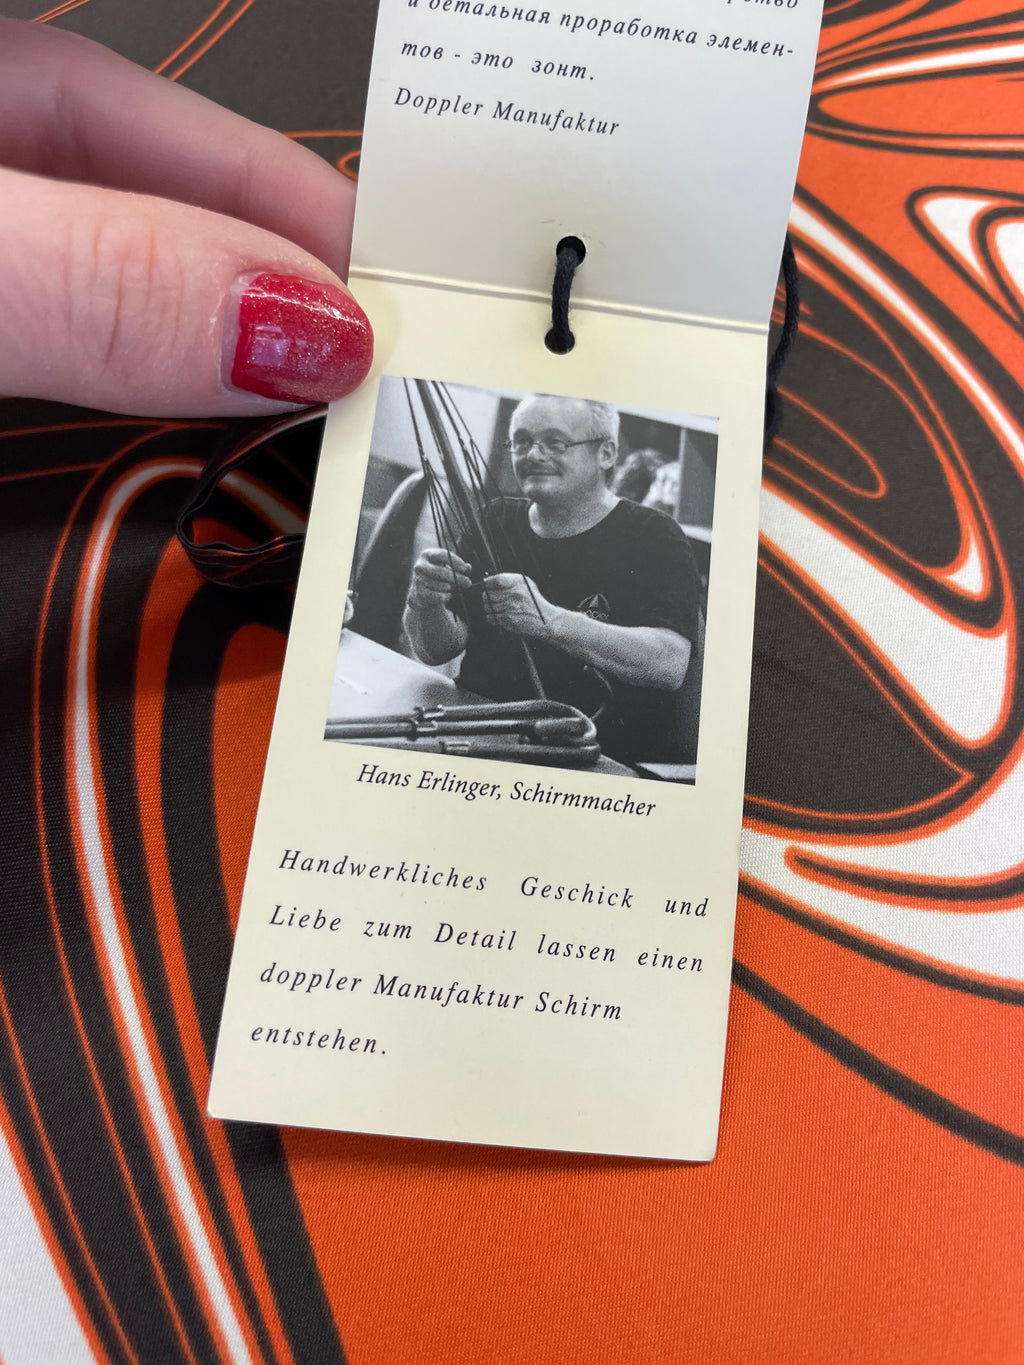 и детальная проработка элемен-
тов - это зонт.
Doppler Manufaktur
Hans Erlinger, Schirmmacher
Handwerkliches Geschick und
Liebe zum Detail lassen einen
doppler Manufaktur Schirm
entstehen.